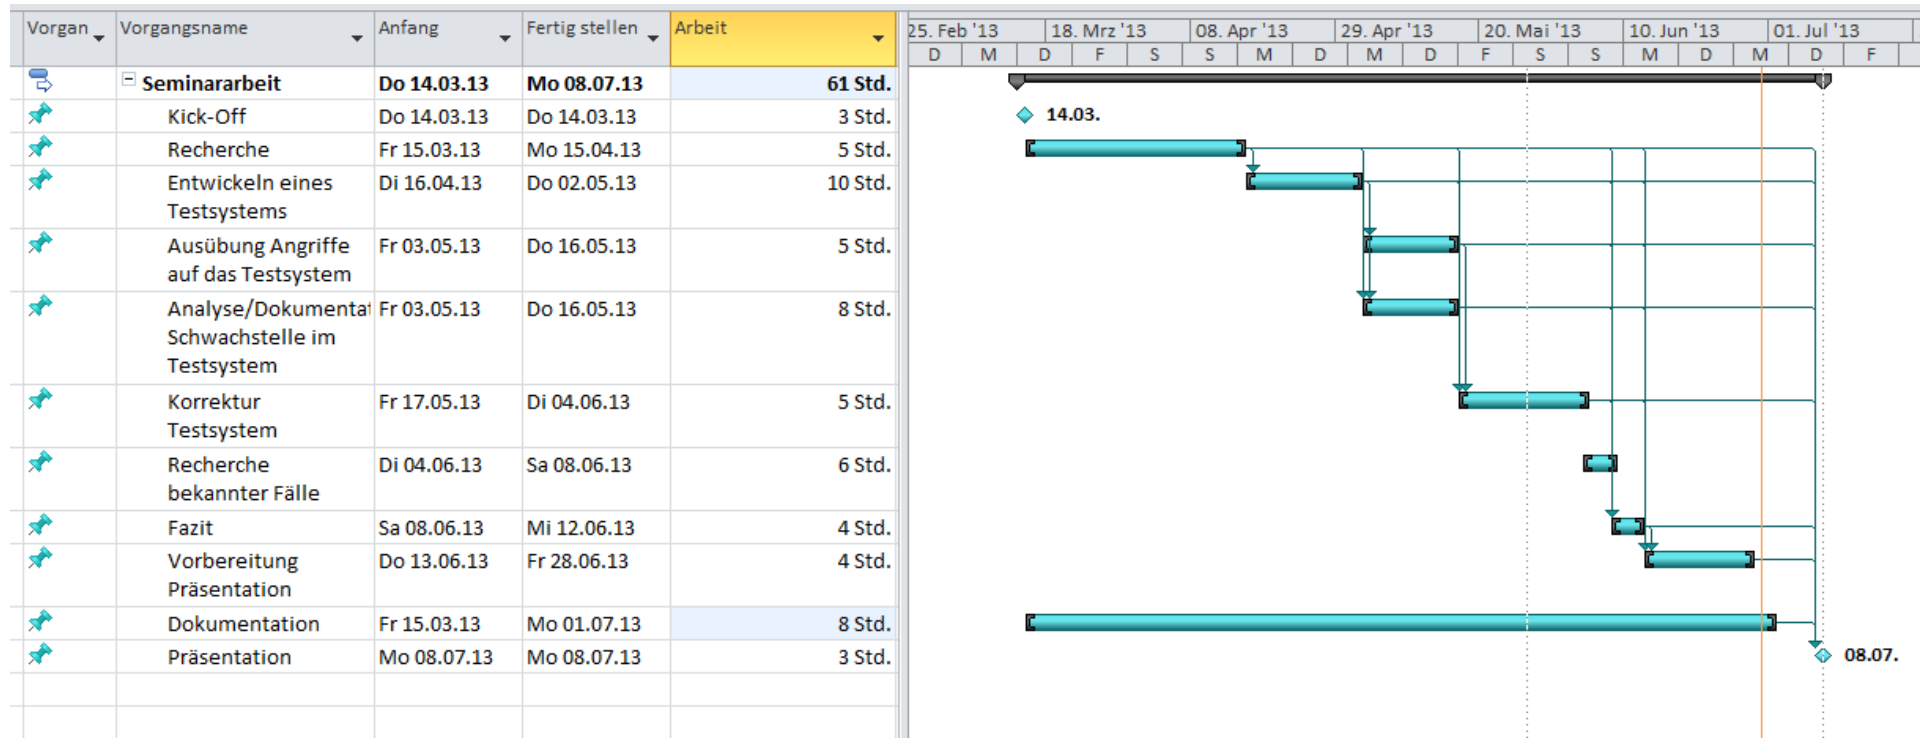 Vorgan Vorgangsname Anfang Fertig stellen Arbeit
25. Feb '13 18. Mrz '13 08. Apr '13 29. Apr '13 20. Mai '13 10. Jun '13 01. Jul '13
D M D F S S M D M D F S S M D M D F
Seminararbeit Do 14.03.13 Mo 08.07.13 61 Std.
Kick-Off Do 14.03.13 Do 14.03.13 3 Std. 14.03.
Recherche Fr 15.03.13 Mo 15.04.13 5 Std.
Entwickeln eines Di 16.04.13 Do 02.05.13 10 Std.
Testsystems
Ausübung Angriffe Fr 03.05.13 Do 16.05.13 5 Std.
auf das Testsystem
Analyse/Dokumentat Fr 03.05.13 Do 16.05.13 8 Std.
Schwachstelle im
Testsystem
Korrektur Fr 17.05.13 Di 04.06.13 5 Std.
Testsystem
Recherche Di 04.06.13 Sa 08.06.13 6 Std.
bekannter Fälle
Fazit Sa 08.06.13 Mi 12.06.13 4 Std.
Vorbereitung Do 13.06.13 Fr 28.06.13 4 Std.
Präsentation
Dokumentation Fr 15.03.13 Mo 01.07.13 8 Std.
Präsentation Mo 08.07.13 Mo 08.07.13 3 Std. 08.07.